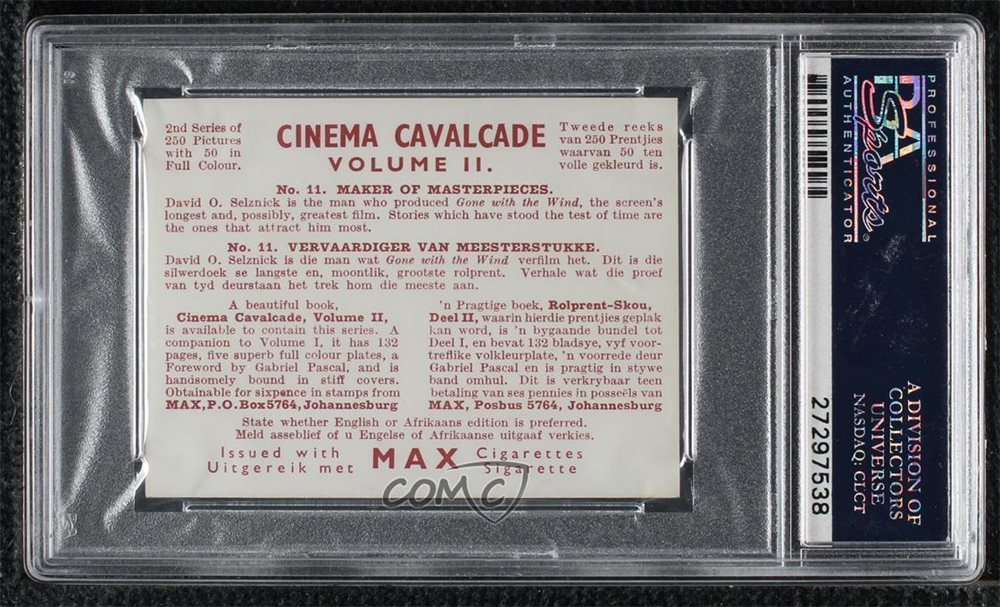 2nd Series of
250 Pictures
with 50 in
Full Colour.
CINEMA CAVALCADE
VOLUME II.
Tweede reeks
van 250 Prentjies
waarvan 50 ten
volle gekleurd is.
No. 11. MAKER OF MASTERPIECES.
David O. Selznick is the man who produced Gone with the Wind, the screen's
longest and, possibly, greatest film. Stories which have stood the test of time are
the ones that attract him most.
No. 11. VERVAARDIGER VAN MEESTERSTUKKE.
David O. Selznick is die man wat Gone with the Wind verfilm het. Dit is die
silwerdoek se langste en, moontlik, grootste rolprent. Verhale wat die proef
van tyd deurstaan het trek hom die meeste aan.
A beautiful book,
Cinema Cavalcade, Volume II,
is available to contain this series. A
companion to Volume I, it has 132
pages, five superb full colour plates, a
Foreword by Gabriel Pascal, and is
handsomely bound in stiff covers.
Obtainable for sixpence in stamps from
MAX, P.O. Box 5764, Johannesburg
'n Pragtige boek, Rolprent-Skou,
Deel II, waarin hierdie prentjies geplak
kan word, is 'n bygaande bundel tot
Deel I, en bevat 132 bladsye, vyf voor-
treflike volkleurplate, 'n voorrede deur
Gabriel Pascal en is pragtig in stywe
band omhul. Dit is verkrybaar teen
betaling van ses pennies in posseëls van
MAX, Posbus 5764, Johannesburg
State whether English or Afrikaans edition is preferred.
Meld asseblief of u Engelse of Afrikaanse uitgaaf verkies.
Issued with
Uitgereik met
MAX
Cigarettes
Sigarette
COMC
PROFESSIONAL
PSA
Sports
AUTHENTICATOR
A DIVISION OF
COLLECTORS
UNIVERSE
NASDAQ: CLCT
27297538